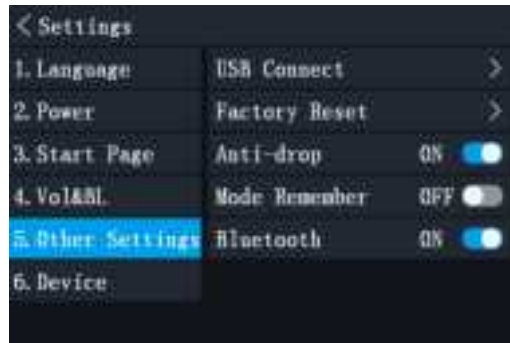 < Settings
1. Language
2. Power
3. Start Page
4. Vol&BL
5. Other Settings
6. Device
USB Connect >
Factory Reset >
Anti-drop ON
Mode Remember OFF
Bluetooth ON